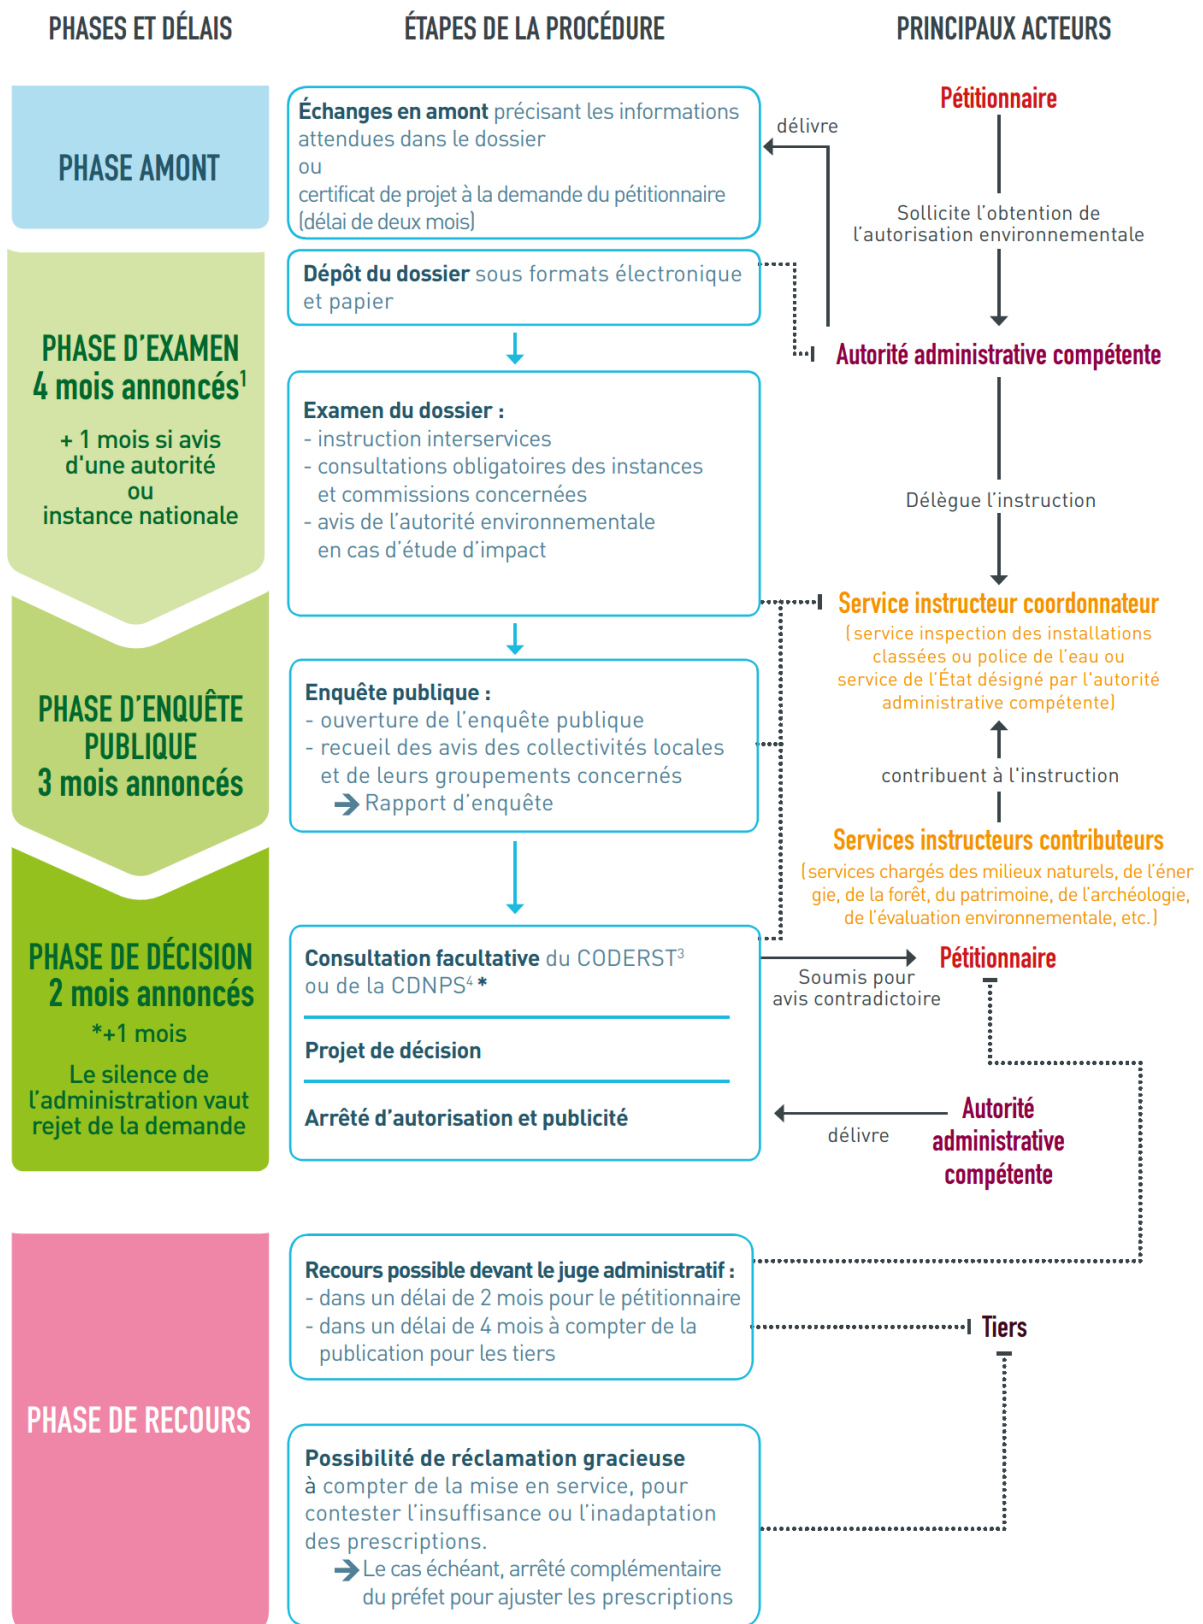 PHASES ET DÉLAIS
ÉTAPES DE LA PROCÉDURE
PRINCIPAUX ACTEURS
PHASE AMONT
Échanges en amont précisant les informations
attendues dans le dossier
ou
certificat de projet à la demande du pétitionnaire
(délai de deux mois)
délivre
Pétitionnaire
Sollicite l’obtention de
l’autorisation environnementale
PHASE D’EXAMEN
4 mois annoncés¹
+ 1 mois si avis
d'une autorité
ou
instance nationale
Dépôt du dossier sous formats électronique
et papier
Autorité administrative compétente
Examen du dossier :
- instruction interservices
- consultations obligatoires des instances
et commissions concernées
- avis de l’autorité environnementale
en cas d’étude d’impact
Délègue l’instruction
Service instructeur coordonnateur
(service inspection des installations
classées ou police de l’eau ou
service de l’État désigné par l'autorité
administrative compétente)
PHASE D’ENQUÊTE
PUBLIQUE
3 mois annoncés
Enquête publique :
- ouverture de l’enquête publique
- recueil des avis des collectivités locales
et de leurs groupements concernés
➔ Rapport d’enquête
contribuent à l'instruction
Services instructeurs contributeurs
(services chargés des milieux naturels, de l’éner
gie, de la forêt, du patrimoine, de l’archéologie,
de l’évaluation environnementale, etc.)
PHASE DE DÉCISION
2 mois annoncés
*+1 mois
Le silence de
l’administration vaut
rejet de la demande
Consultation facultative du CODERST³
ou de la CDNPS⁴ *
Projet de décision
Arrêté d’autorisation et publicité
Soumis pour
avis contradictoire
Pétitionnaire
délivre
Autorité
administrative
compétente
PHASE DE RECOURS
Recours possible devant le juge administratif :
- dans un délai de 2 mois pour le pétitionnaire
- dans un délai de 4 mois à compter de la
publication pour les tiers
Tiers
Possibilité de réclamation gracieuse
à compter de la mise en service, pour
contester l’insuffisance ou l’inadaptation
des prescriptions.
➔ Le cas échéant, arrêté complémentaire
du préfet pour ajuster les prescriptions